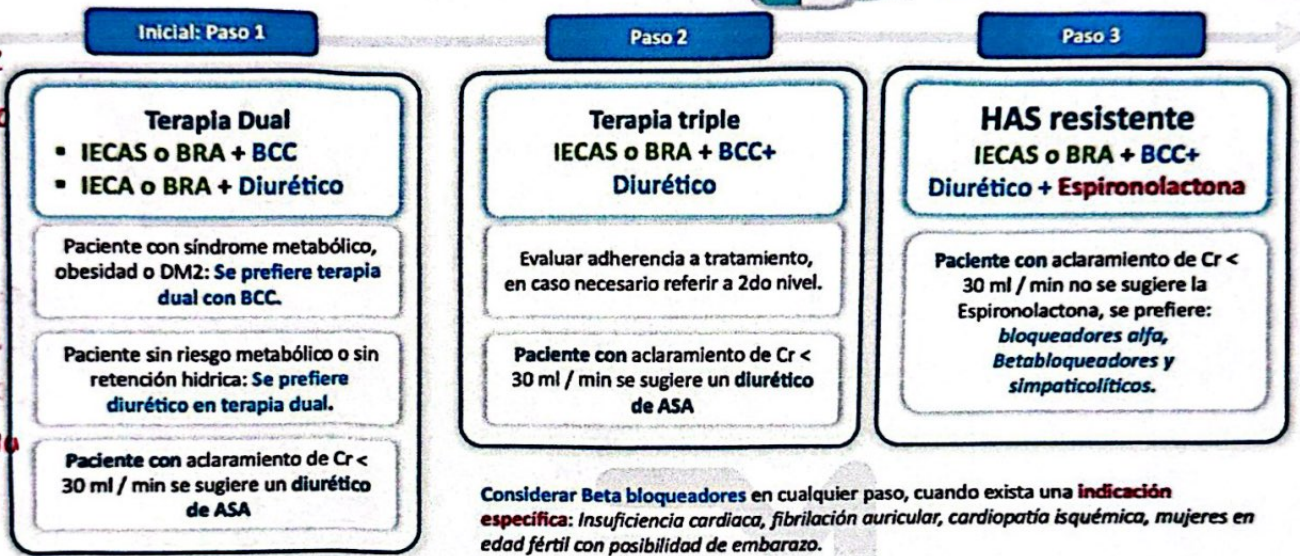 Inicial: Paso 1
Terapia Dual
▪ IECAS o BRA + BCC
▪ IECA o BRA + Diurético
Paciente con síndrome metabólico,
obesidad o DM2: Se prefiere terapia
dual con BCC.
Paciente sin riesgo metabólico o sin
retención hidrica: Se prefiere
diurético en terapia dual.
Paciente con aclaramiento de Cr <
30 ml / min se sugiere un diurético
de ASA
Paso 2
Terapia triple
IECAS o BRA + BCC+
Diurético
Evaluar adherencia a tratamiento,
en caso necesario referir a 2do nivel.
Paciente con aclaramiento de Cr <
30 ml / min se sugiere un diurético
de ASA
Paso 3
HAS resistente
IECAS o BRA + BCC+
Diurético + Espironolactona
Paciente con aclaramiento de Cr <
30 ml / min no se sugiere la
Espironolactona, se prefiere:
bloqueadores alfa,
Betabloqueadores y
simpaticolíticos.
Considerar Beta bloqueadores en cualquier paso, cuando exista una indicación
específica: Insuficiencia cardiaca, fibrilación auricular, cardiopatía isquémica, mujeres en
edad fértil con posibilidad de embarazo.